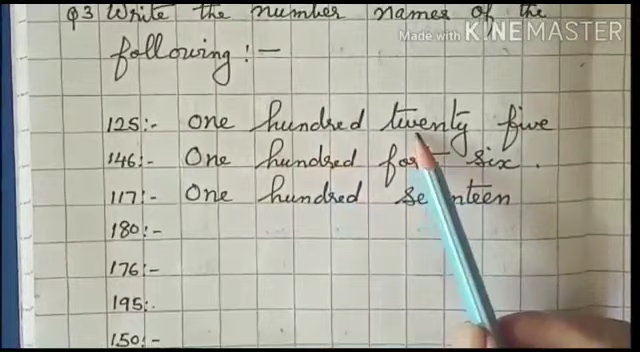 Q3 Write the number names of the
Made with KINEMASTER
following :-
125:- One hundred twenty five
146:- One hundred six.
117:- One hundred seventeen
180:-
176:-
195:-
150:-